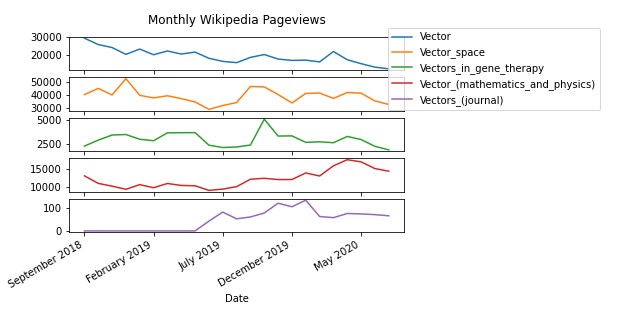 Monthly Wikipedia Pageviews
30000
20000
Vector
Vector_space
Vectors_in_gene_therapy
Vector_(mathematics_and_physics)
Vectors_(journal)
50000
40000
30000
5000
2500
15000
10000
100
0
September 2018
February 2019
July 2019
December 2019
May 2020
Date